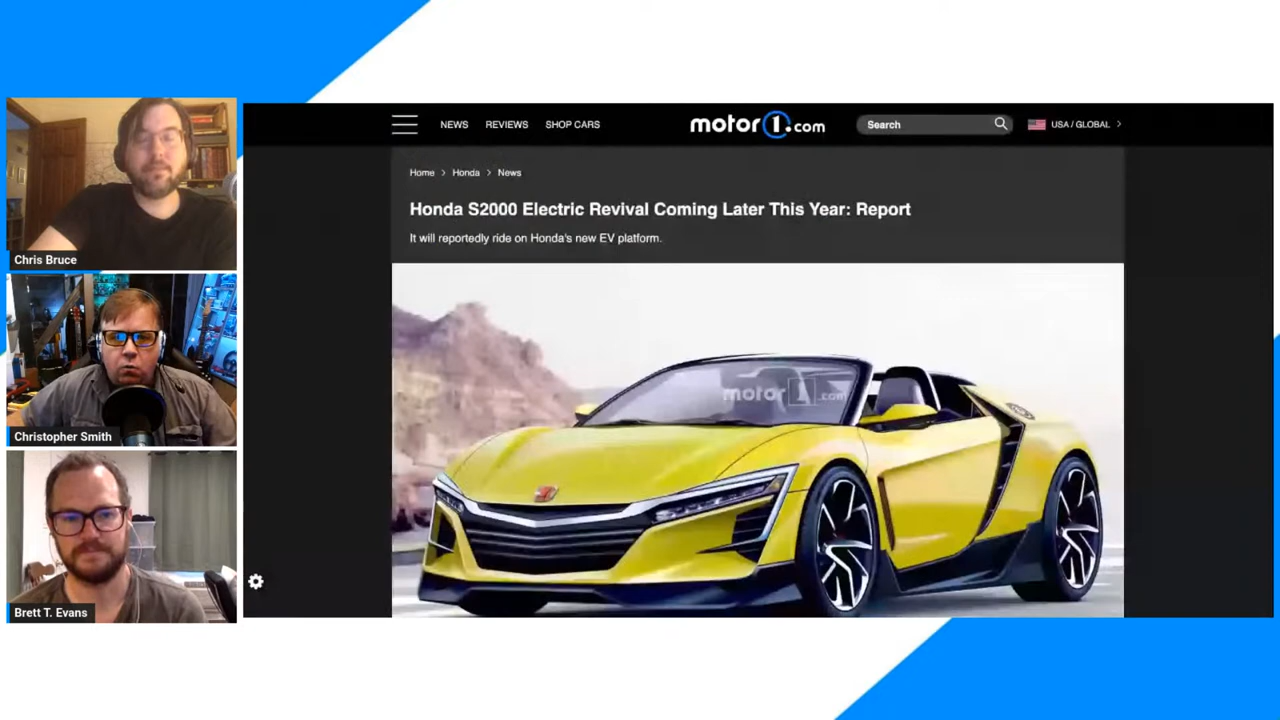 NEWS REVIEWS SHOP CARS motor1.com Search USA / GLOBAL
Home > Honda > News
Honda S2000 Electric Revival Coming Later This Year: Report
It will reportedly ride on Honda's new EV platform.
motor1.com
Chris Bruce
Christopher Smith
Brett T. Evans